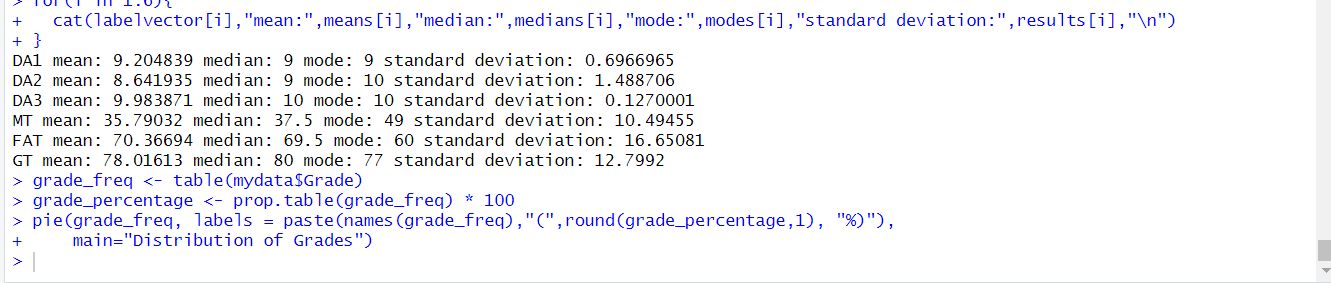 > for(i in 1:6){
+   cat(labelvector[i],"mean:",means[i],"median:",medians[i],"mode:",modes[i],"standard deviation:",results[i],"\n")
+ }
DA1 mean: 9.204839 median: 9 mode: 9 standard deviation: 0.6966965
DA2 mean: 8.641935 median: 9 mode: 10 standard deviation: 1.488706
DA3 mean: 9.983871 median: 10 mode: 10 standard deviation: 0.1270001
MT mean: 35.79032 median: 37.5 mode: 49 standard deviation: 10.49455
FAT mean: 70.36694 median: 69.5 mode: 60 standard deviation: 16.65081
GT mean: 78.01613 median: 80 mode: 77 standard deviation: 12.7992
> grade_freq <- table(mydata$Grade)
> grade_percentage <- prop.table(grade_freq) * 100
> pie(grade_freq, labels = paste(names(grade_freq),"(",round(grade_percentage,1), "%)"),
+     main="Distribution of Grades")
>